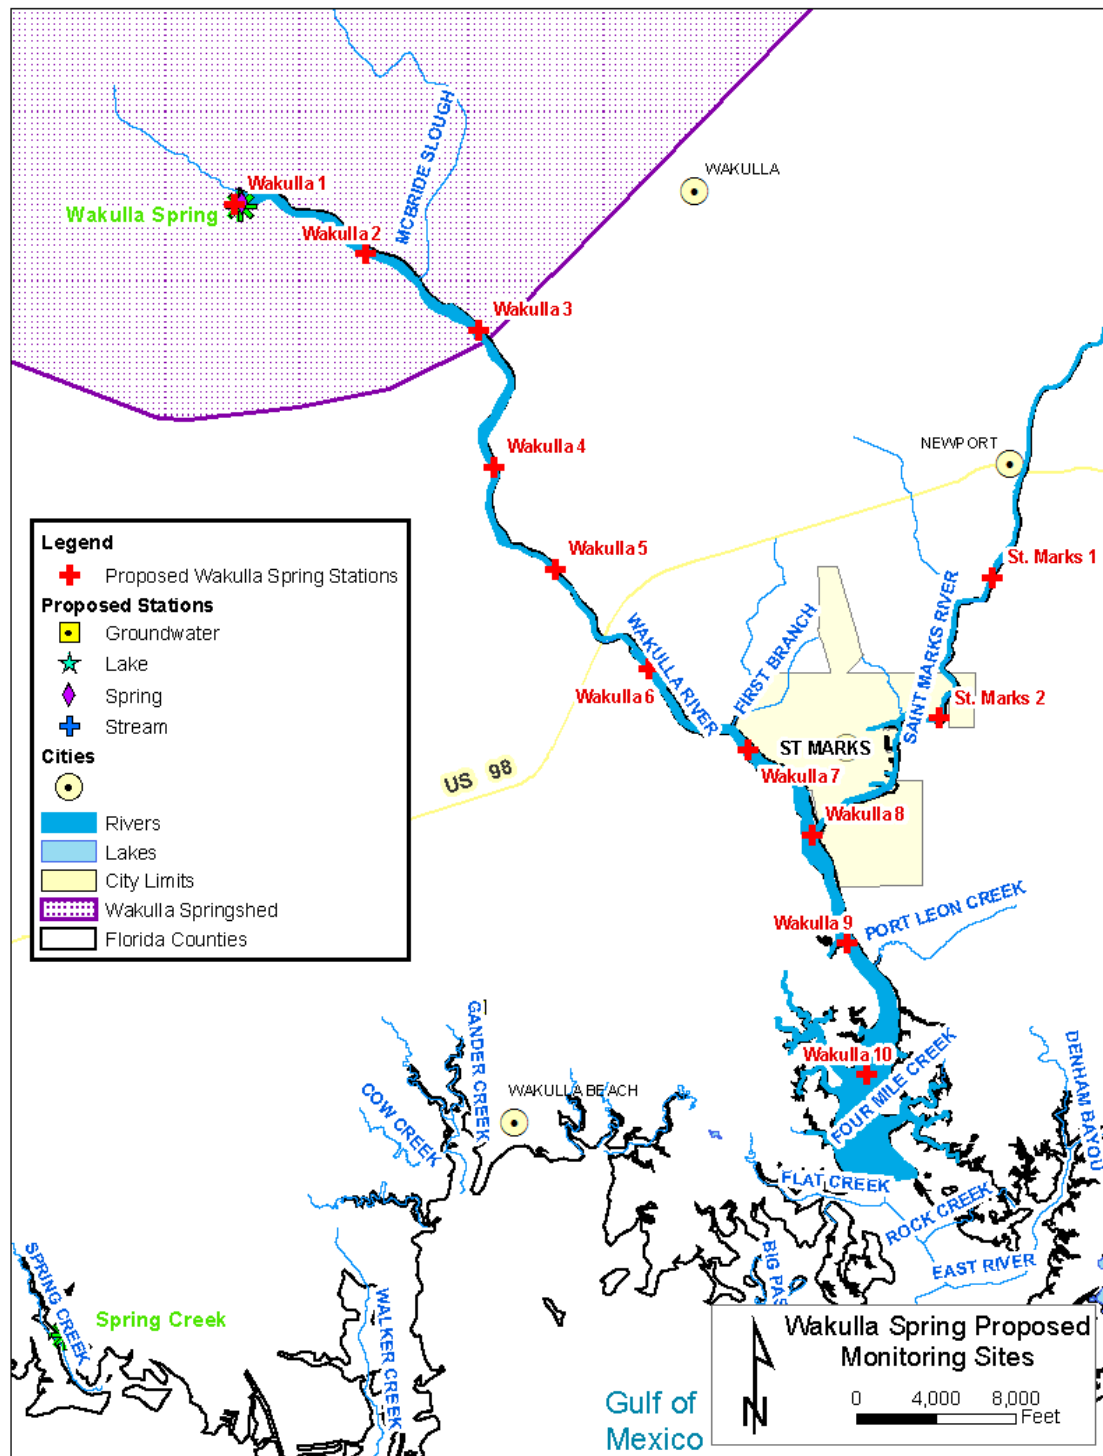 MCBRIDE SLOUGH
WAKULLA
Wakulla 1
Wakulla Spring
Wakulla 2
Wakulla 3
NEWPORT
Wakulla 4
Wakulla 5
St. Marks 1
WAKULLA RIVER
FIRST BRANCH
SAINT MARKS RIVER
Wakulla 6
St. Marks 2
ST MARKS
US 98
Wakulla 7
Wakulla 8
Wakulla 9
PORT LEON CREEK
Legend
Proposed Wakulla Spring Stations
Proposed Stations
Groundwater
Lake
Spring
Stream
Cities
Rivers
Lakes
City Limits
Wakulla Springshed
Florida Counties
GANDER CREEK
COW CREEK
WAKULLA BEACH
Wakulla 10
FOUR MILE CREEK
DENHAM BAYOU
FLAT CREEK
ROCK CREEK
EAST RIVER
BIG PAS
SPRING CREEK
Spring Creek
WALKER CREEK
Gulf of
Mexico
Wakulla Spring Proposed
Monitoring Sites
N
0 4,000 8,000
Feet